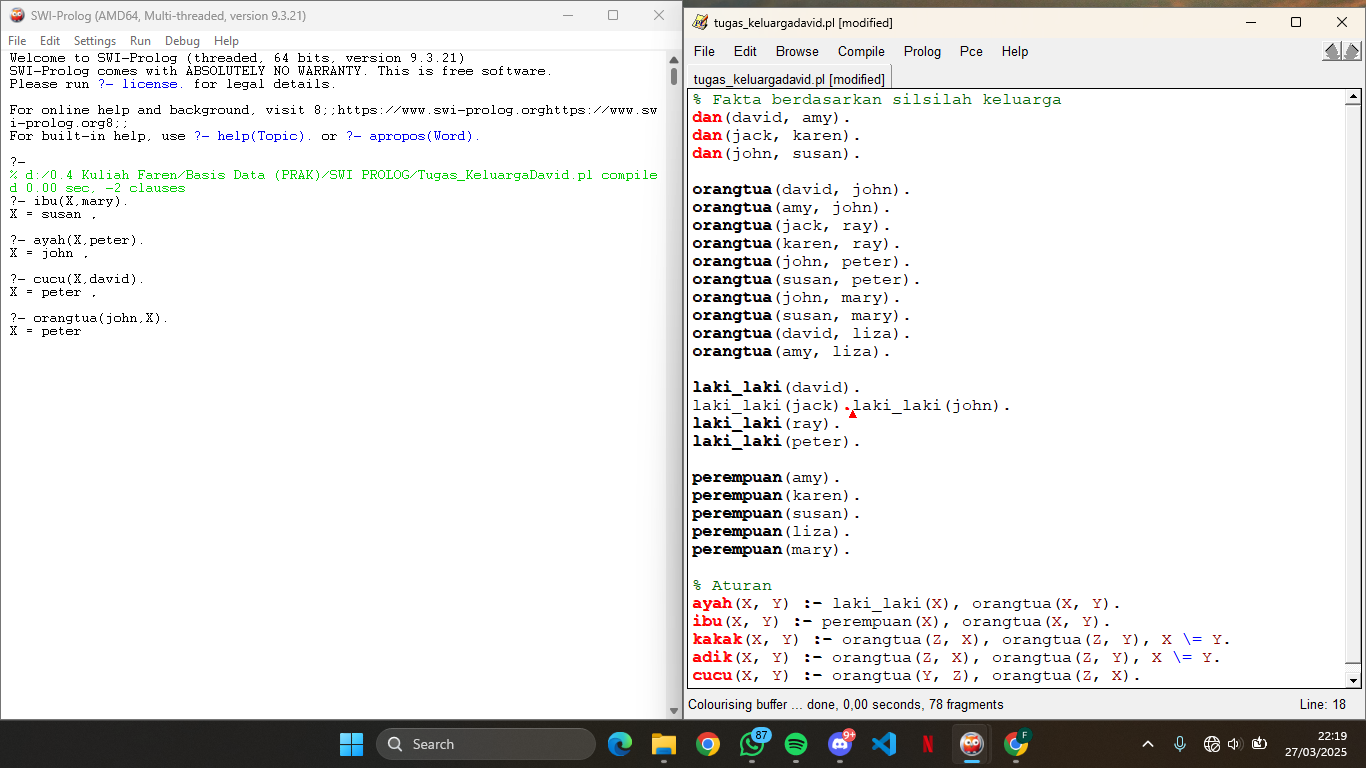 SWI-Prolog (AMD64, Multi-threaded, version 9.3.21)
File Edit Settings Run Debug Help
Welcome to SWI-Prolog (threaded, 64 bits, version 9.3.21)
SWI-Prolog comes with ABSOLUTELY NO WARRANTY. This is free software.
Please run ?- license. for legal details.
For online help and background, visit 8;;https://www.swi-prolog.orghttps://www.sw
i-prolog.org8;;
For built-in help, use ?- help(Topic). or ?- apropos(Word).
?-
% d:/0.4 Kuliah Faren/Basis Data (PRAK)/SWI PROLOG/Tugas_KeluargaDavid.pl compile
d 0.00 sec, -2 clauses
?- ibu(X,mary).
X = susan ,
?- ayah(X,peter).
X = john ,
?- cucu(X,david).
X = peter ,
?- orangtua(john,X).
X = peter
tugas_keluargadavid.pl [modified]
File Edit Browse Compile Prolog Pce Help
tugas_keluargadavid.pl [modified]
% Fakta berdasarkan silsilah keluarga
dan(david, amy).
dan(jack, karen).
dan(john, susan).
orangtua(david, john).
orangtua(amy, john).
orangtua(jack, ray).
orangtua(karen, ray).
orangtua(john, peter).
orangtua(susan, peter).
orangtua(john, mary).
orangtua(susan, mary).
orangtua(david, liza).
orangtua(amy, liza).
laki_laki(david).
laki_laki(jack).laki_laki(john).
laki_laki(ray).
laki_laki(peter).
perempuan(amy).
perempuan(karen).
perempuan(susan).
perempuan(liza).
perempuan(mary).
% Aturan
ayah(X, Y) :- laki_laki(X), orangtua(X, Y).
ibu(X, Y) :- perempuan(X), orangtua(X, Y).
kakak(X, Y) :- orangtua(Z, X), orangtua(Z, Y), X \= Y.
adik(X, Y) :- orangtua(Z, X), orangtua(Z, Y), X \= Y.
cucu(X, Y) :- orangtua(Y, Z), orangtua(Z, X).
Colourising buffer ... done, 0,00 seconds, 78 fragments Line: 18
Search
87
9+
F
22:19
27/03/2025